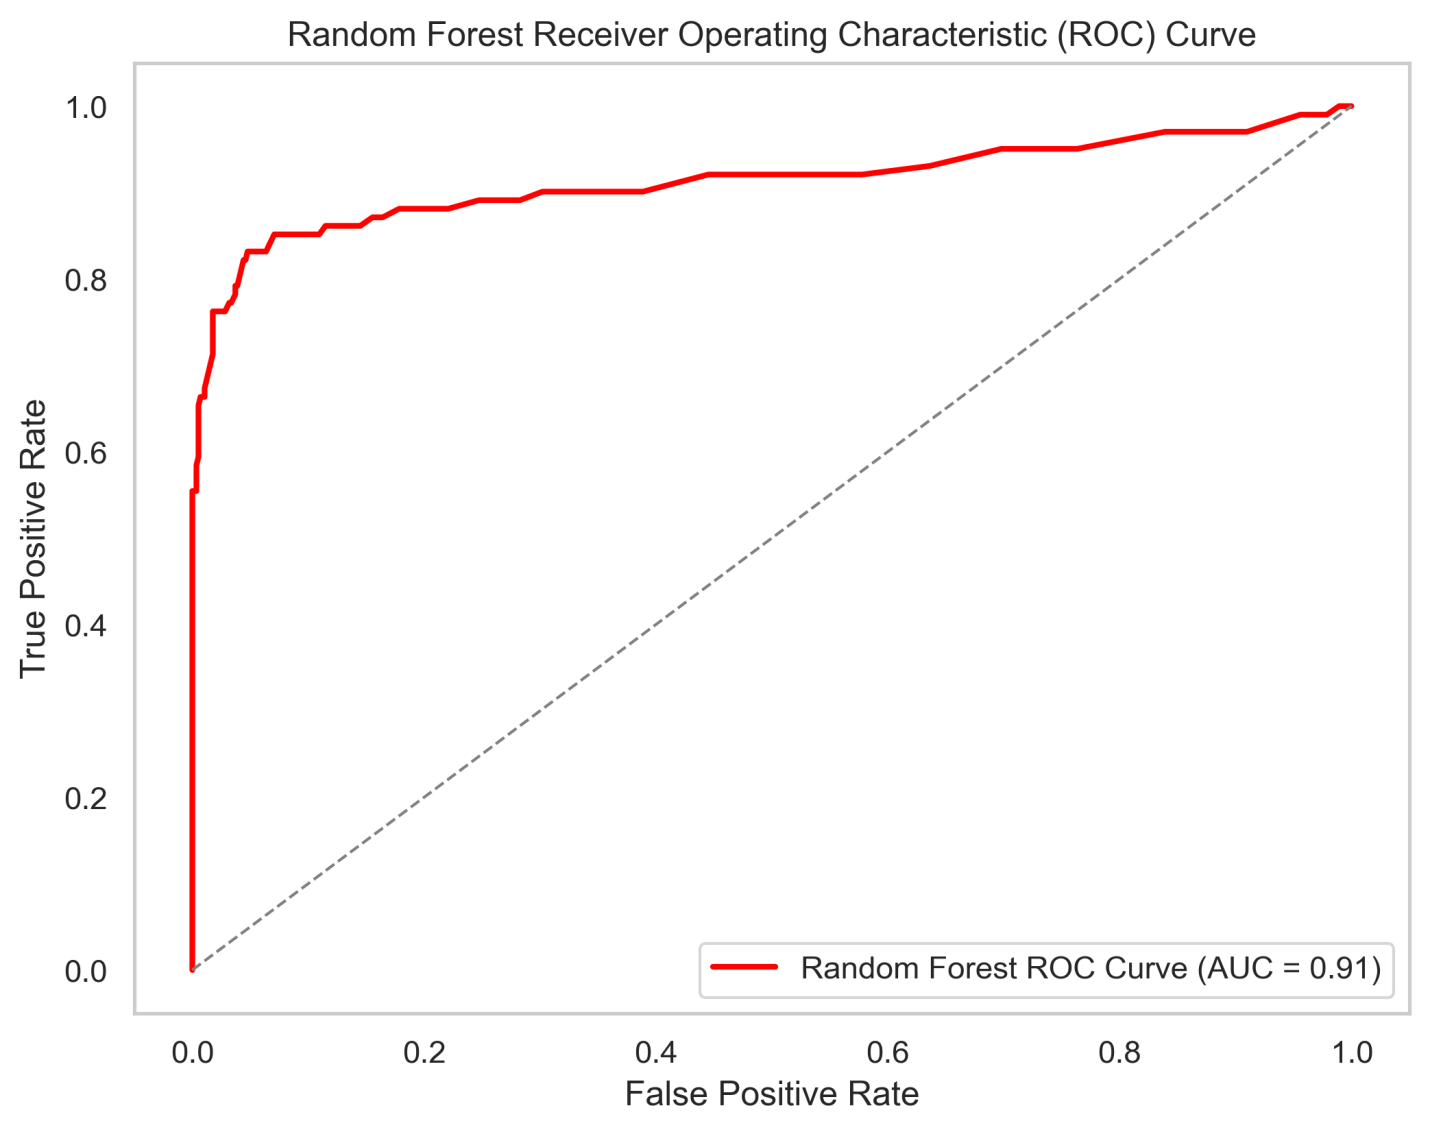 Random Forest Receiver Operating Characteristic (ROC) Curve
True Positive Rate
1.0
0.8
0.6
0.4
0.2
0.0
Random Forest ROC Curve (AUC = 0.91)
0.0 0.2 0.4 0.6 0.8 1.0
False Positive Rate